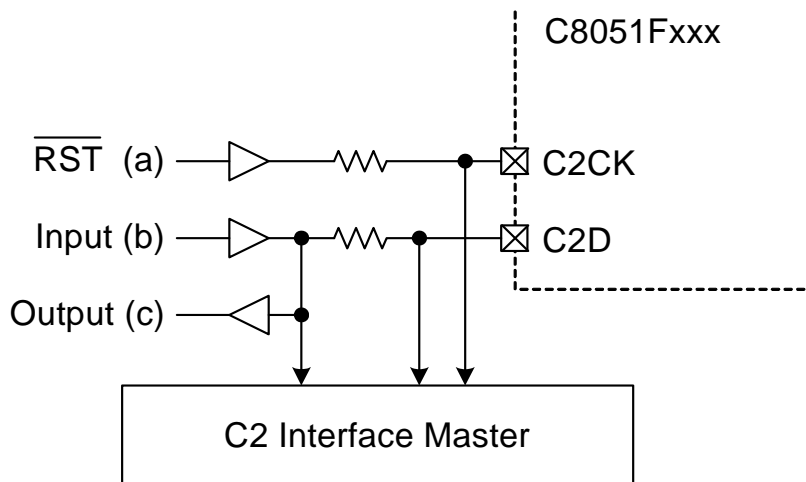 C8051Fxxx
RST (a)
C2CK
Input (b)
C2D
Output (c)
C2 Interface Master